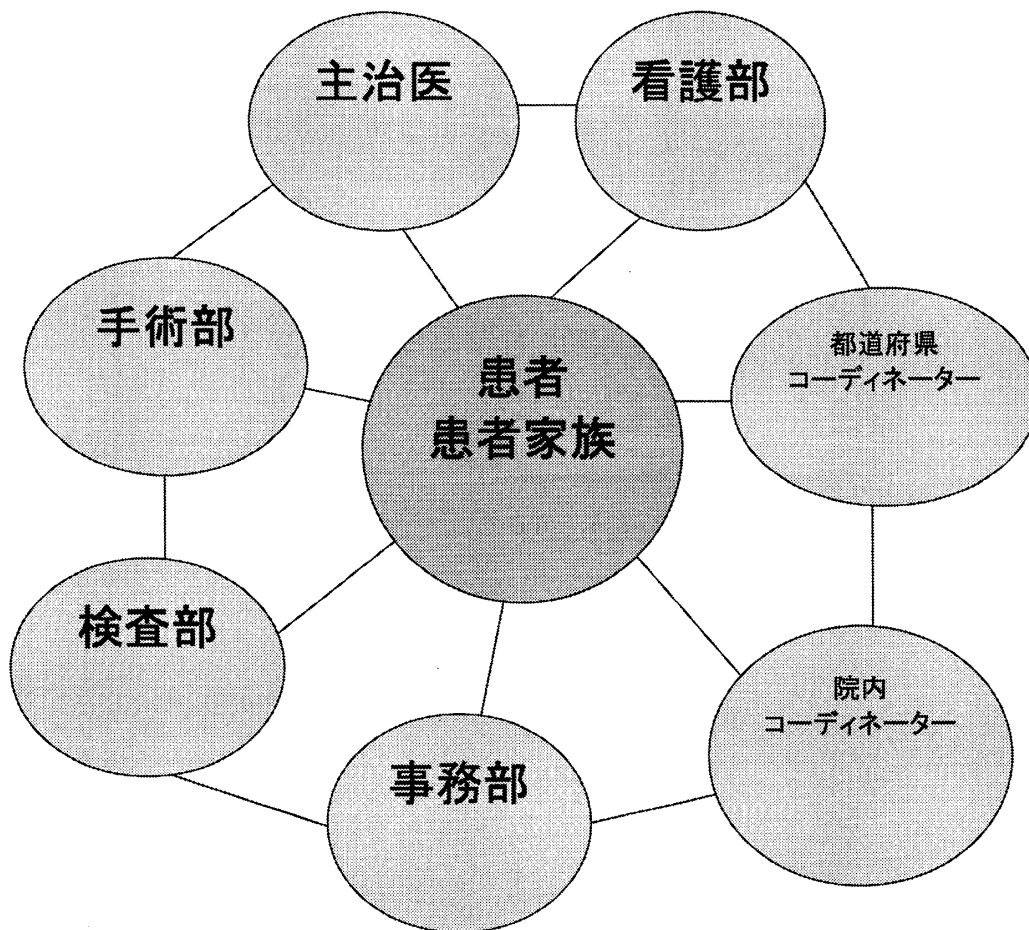 主治医
看護部
手術部
患者
患者家族
都道府県
コーディネーター
検査部
院内
コーディネーター
事務部